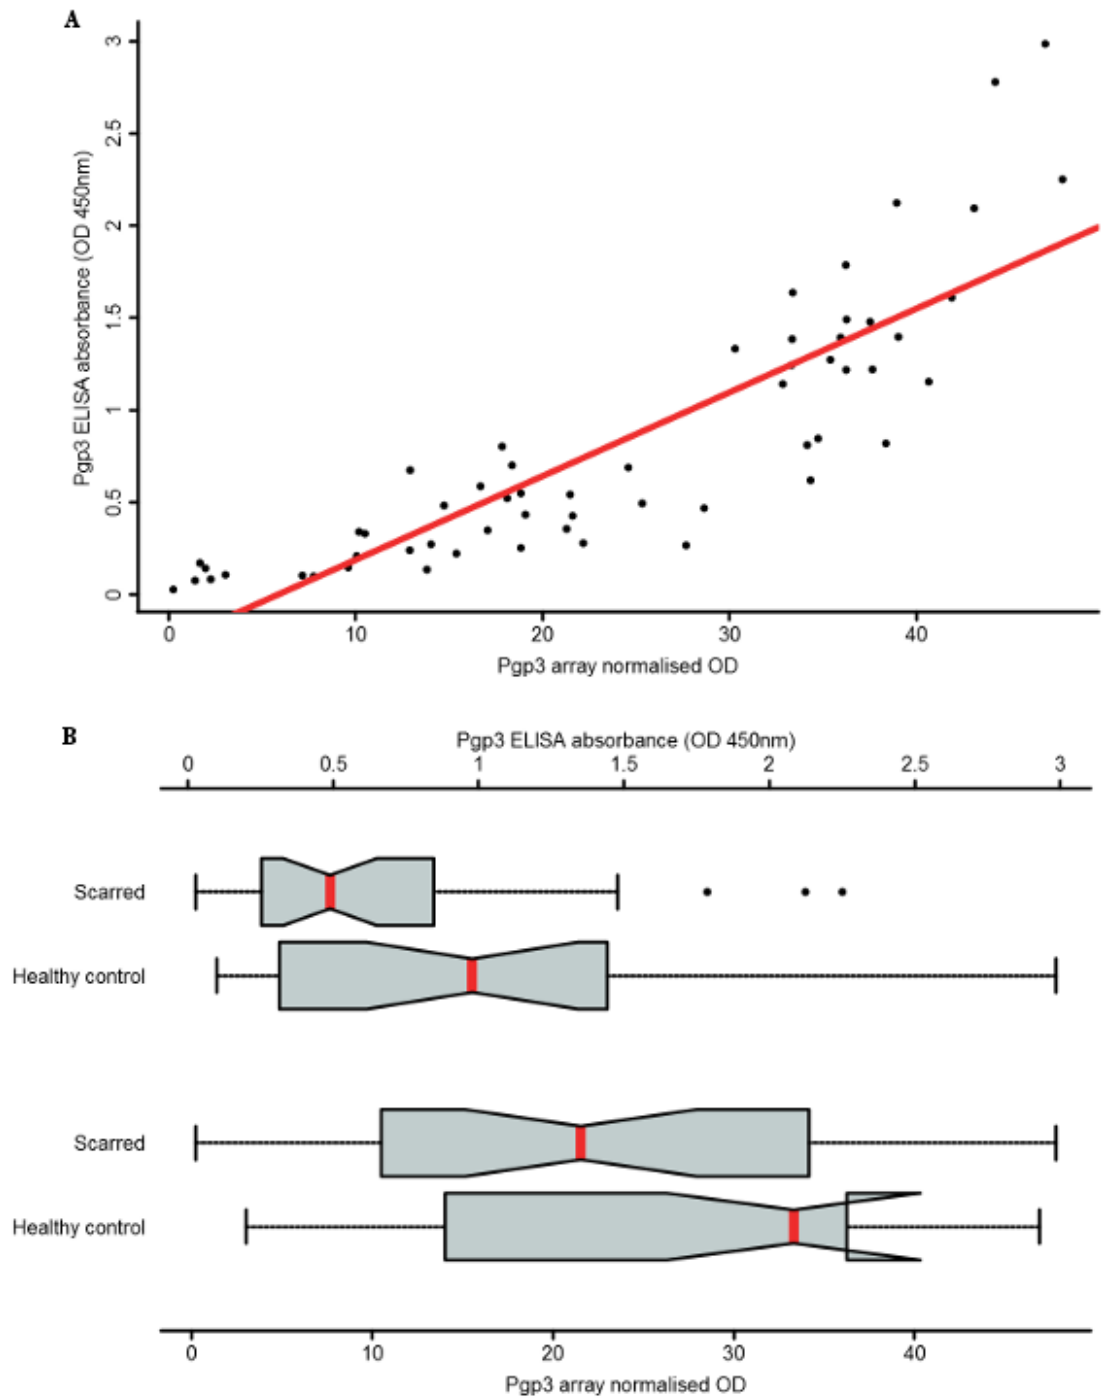 A
3
2.5
2
1.5
1
0.5
0
Pgp3 ELISA absorbance (OD 450nm)
0 10 20 30 40
Pgp3 array normalised OD
B
Pgp3 ELISA absorbance (OD 450nm)
0 0.5 1 1.5 2 2.5 3
Scarred
Healthy control
Scarred
Healthy control
0 10 20 30 40
Pgp3 array normalised OD